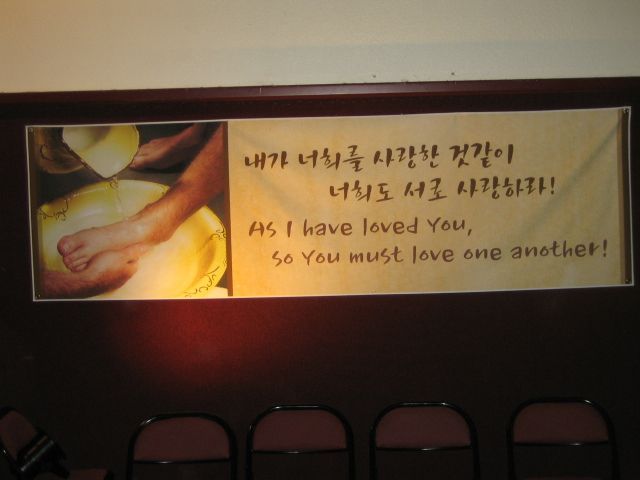 내가 너희를 사랑한 것같이
너희도 서로 사랑하라!
As I have loved You,
so You must love one another!